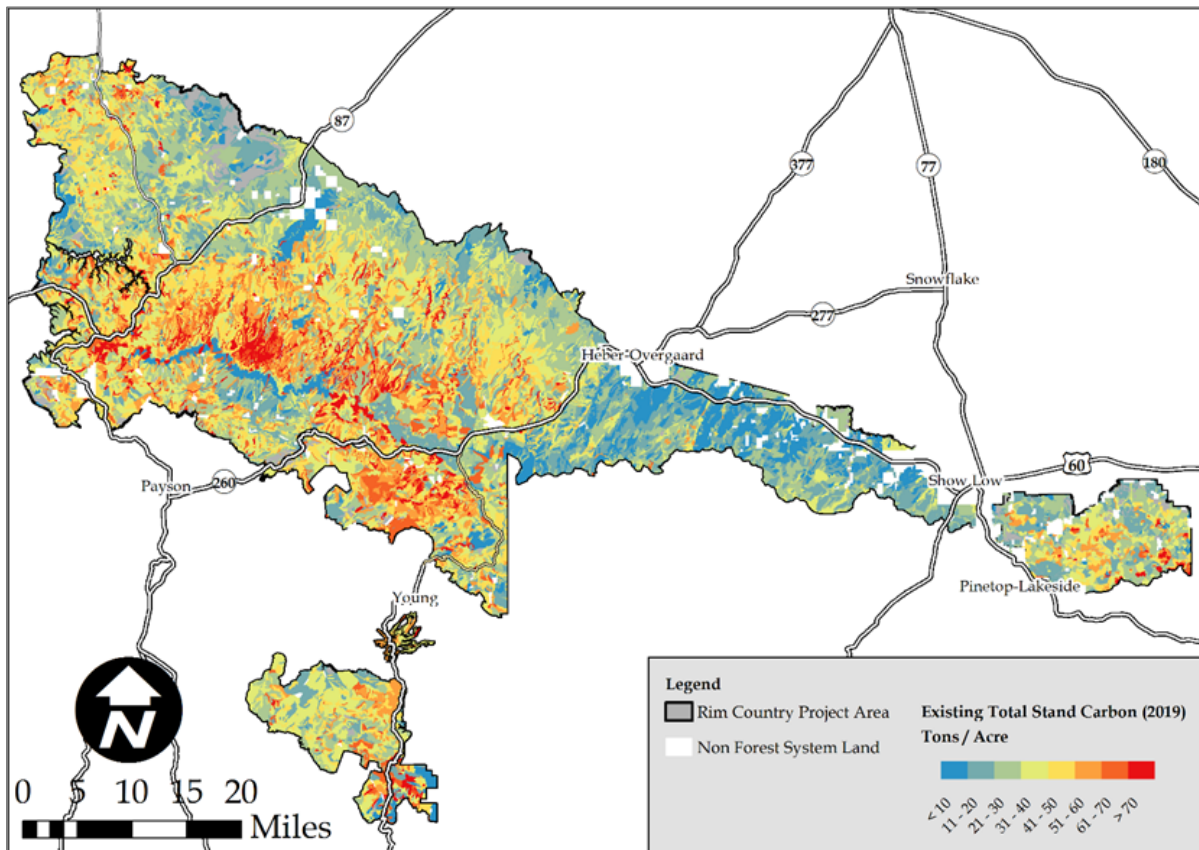 87
377
77
180
Snowflake
277
Heber-Overgaard
60
Show Low
Payson
260
Pinetop-Lakeside
Young
N
0 5 10 15 20
Miles
Legend
Rim Country Project Area
Non Forest System Land
Existing Total Stand Carbon (2019)
Tons / Acre
< 10
11 - 20
21 - 30
31 - 40
41 - 50
51 - 60
61 - 70
> 70